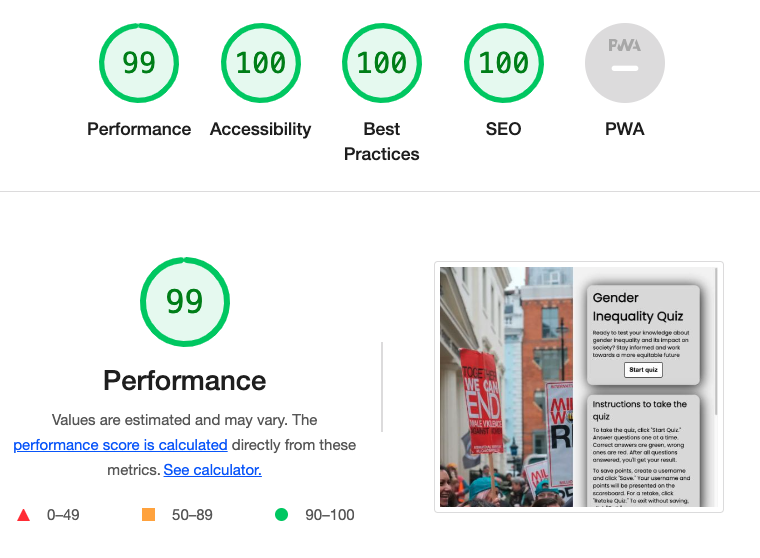 99
100
100
100
PWA
Performance
Accessibility
Best
Practices
SEO
PWA
99
Performance
Values are estimated and may vary. The
performance score is calculated directly from these
metrics. See calculator.
0–49
50–89
90–100
TOGETHER
WE CAN
END
MALE VIOLENCE
MIL
R
MIL
Gender
Inequality Quiz
Ready to test your knowledge about
gender inequality and its impact on
society? Stay informed and work
towards a more equitable future
Start quiz
Instructions to take the
quiz
To take the quiz, click "Start Quiz."
Answer questions one at a time.
Correct answers are green, wrong
ones are red. After all questions
answered, you'll get your result.
To save points, create a username
and click "Save." Your username and
points will be presented on the
scoreboard. For a retake, click
"Retake Quiz." To exit without saving,